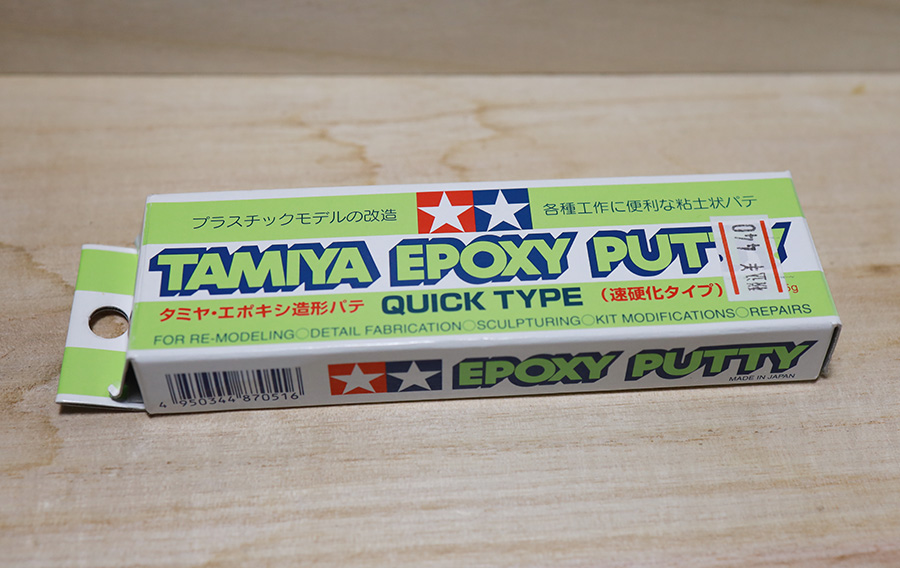 プラスチックモデルの改造
各種工作に便利な粘土状パテ
TAMIYA EPOXY PUTTY
タミヤ・エポキシ造形パテ QUICK TYPE （速硬化タイプ）
FOR RE-MODELING○DETAIL FABRICATION○SCULPTURING○KIT MODIFICATIONS○REPAIRS
440
EPOXY PUTTY
MADE IN JAPAN
4 950344 870516